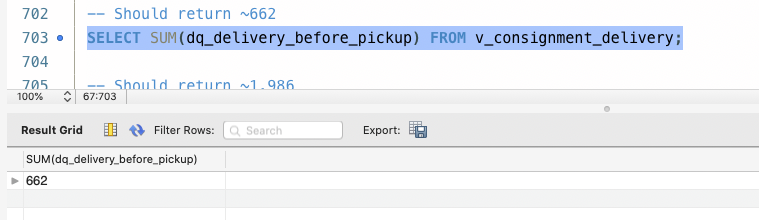 702 -- Should return ~662
703 SELECT SUM(dq_delivery_before_pickup) FROM v_consignment_delivery;
704
705 -- Should return ~1,986
100% 67:703
Result Grid Filter Rows: Search Export:
SUM(dq_delivery_before_pickup)
662